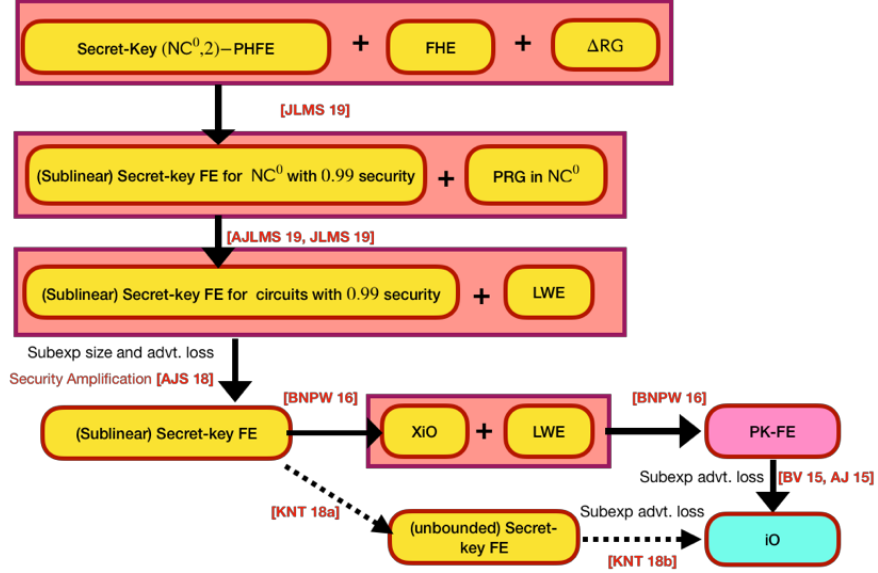 Secret-Key (NC⁰,2)−PHFE + FHE + ΔRG
[JLMS 19]
(Sublinear) Secret-key FE for NC⁰ with 0.99 security + PRG in NC⁰
[AJLMS 19, JLMS 19]
(Sublinear) Secret-key FE for circuits with 0.99 security + LWE
Subexp size and advt. loss
Security Amplification [AJS 18]
[BNPW 16]
[BNPW 16]
(Sublinear) Secret-key FE
XiO + LWE
PK-FE
Subexp advt. loss
[BV 15, AJ 15]
[KNT 18a]
(unbounded) Secret-
key FE
Subexp advt. loss
[KNT 18b]
iO